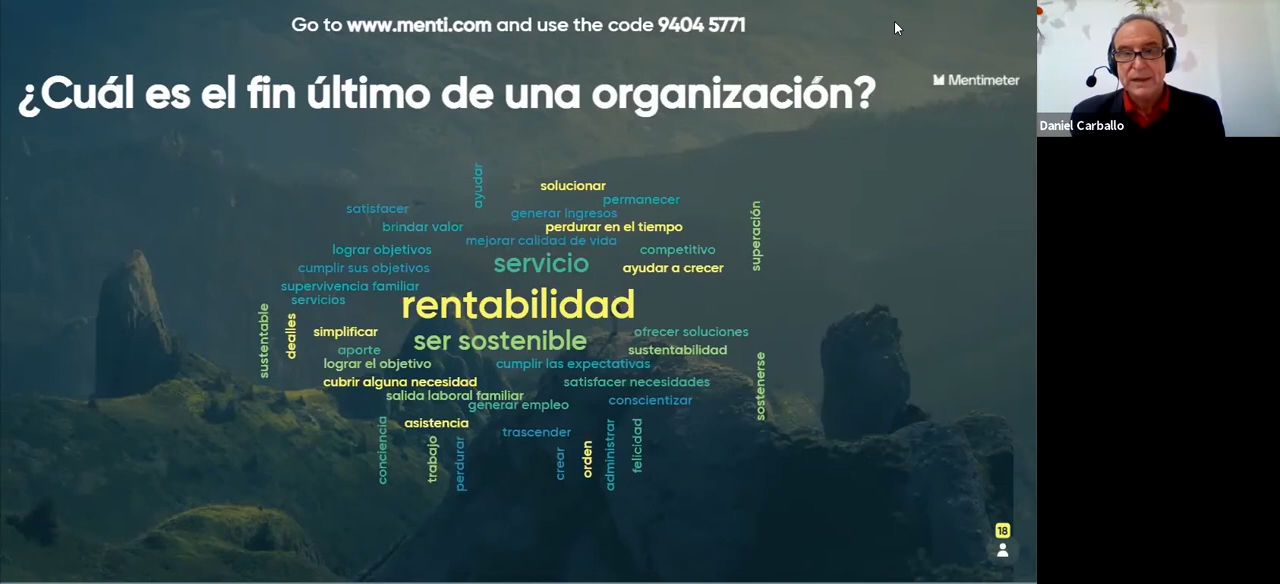 Go to www.menti.com and use the code 9404 5771
Mentimeter
¿Cuál es el fin último de una organización?
Daniel Carballo
ayudar
solucionar
satisfacer
permanecer
generar ingresos
brindar valor
perdurar en el tiempo
superación
mejorar calidad de vida
lograr objetivos
competitivo
servicio
cumplir sus objetivos
ayudar a crecer
supervivencia familiar
servicios
rentabilidad
sustentable
dealles
simplificar
ser sostenible
ofrecer soluciones
aporte
sustentabilidad
lograr el objetivo
cumplir las expectativas
sostenerse
cubrir alguna necesidad
satisfacer necesidades
salida laboral familiar
generar empleo
conscientizar
asistencia
trascender
conciencia
trabajo
perdurar
crear
orden
administrar
felicidad
18